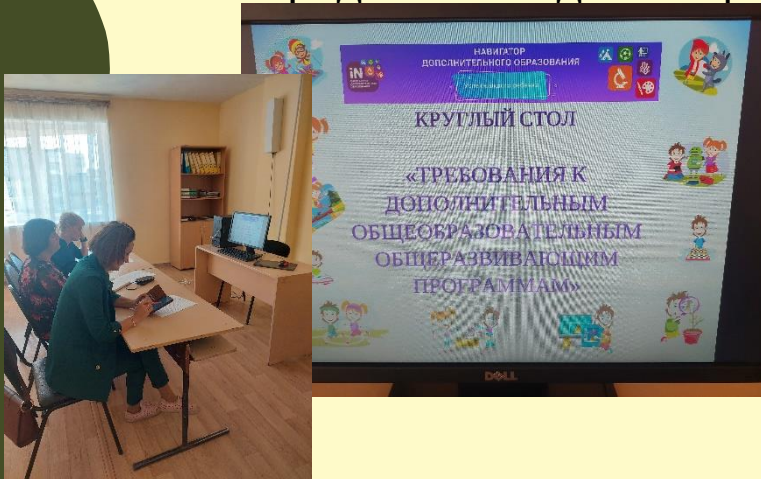 НАВИГАТОР
ДОПОЛНИТЕЛЬНОГО ОБРАЗОВАНИЯ
КРУГЛЫЙ СТОЛ
«ТРЕБОВАНИЯ К
ДОПОЛНИТЕЛЬНЫМ
ОБЩЕОБРАЗОВАТЕЛЬНЫМ
ОБЩЕРАЗВИВАЮЩИМ
ПРОГРАММАМ»
DELL